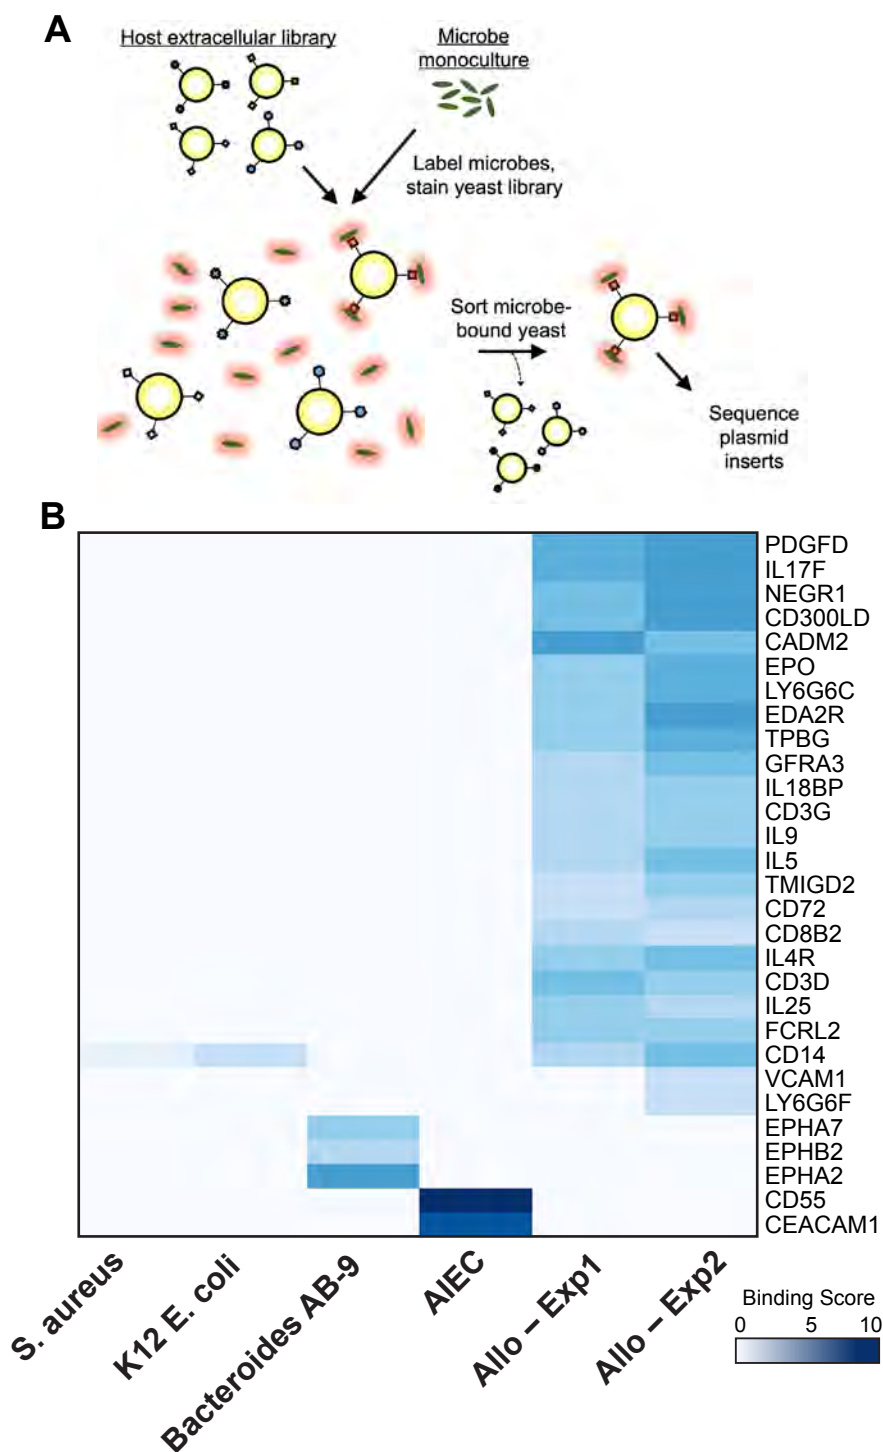 A
Host extracellular library
Microbe
monoculture
Label microbes,
stain yeast library
Sort microbe-
bound yeast
Sequence
plasmid
inserts
B
PDGFD
IL17F
NEGR1
CD300LD
CADM2
EPO
LY6G6C
EDA2R
TPBG
GFRA3
IL18BP
CD3G
IL9
IL5
TMIGD2
CD72
CD8B2
IL4R
CD3D
IL25
FCRL2
CD14
VCAM1
LY6G6F
EPHA7
EPHB2
EPHA2
CD55
CEACAM1
S. aureus
K12 E. coli
Bacteroides AB-9
AIEC
Allo – Exp1
Allo – Exp2
Binding Score
0 5 10